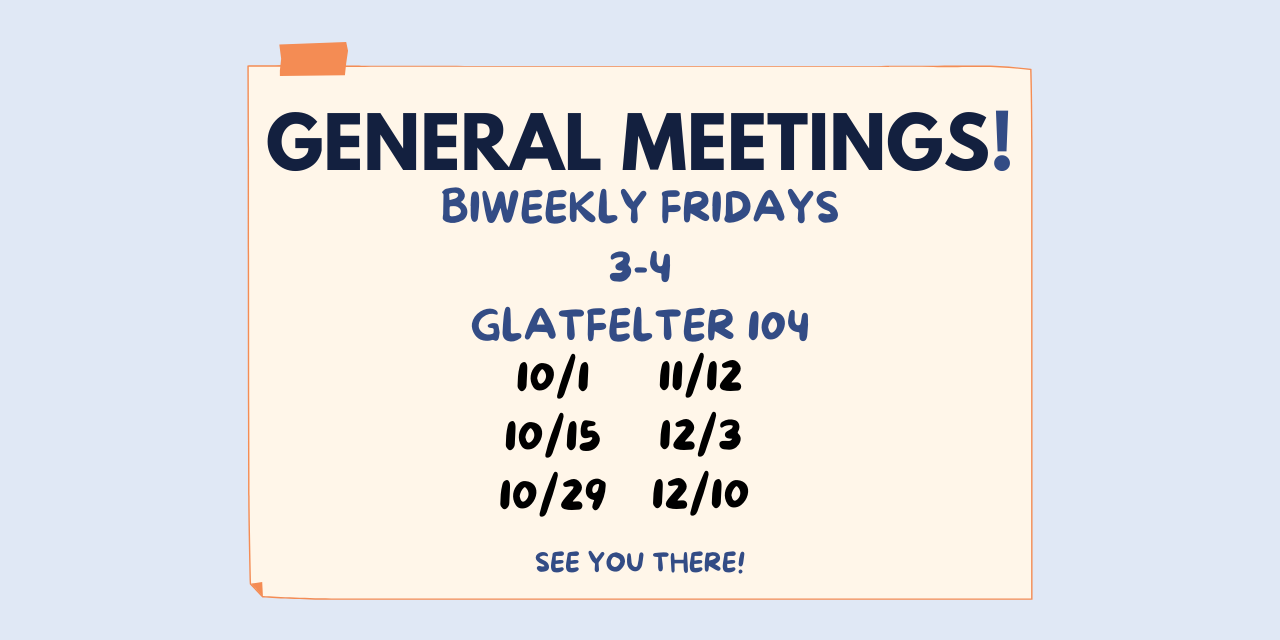 GENERAL MEETINGS!
BIWEEKLY FRIDAYS
3-4
GLATFELTER 104
10/1 11/12
10/15 12/3
10/29 12/10
SEE YOU THERE!